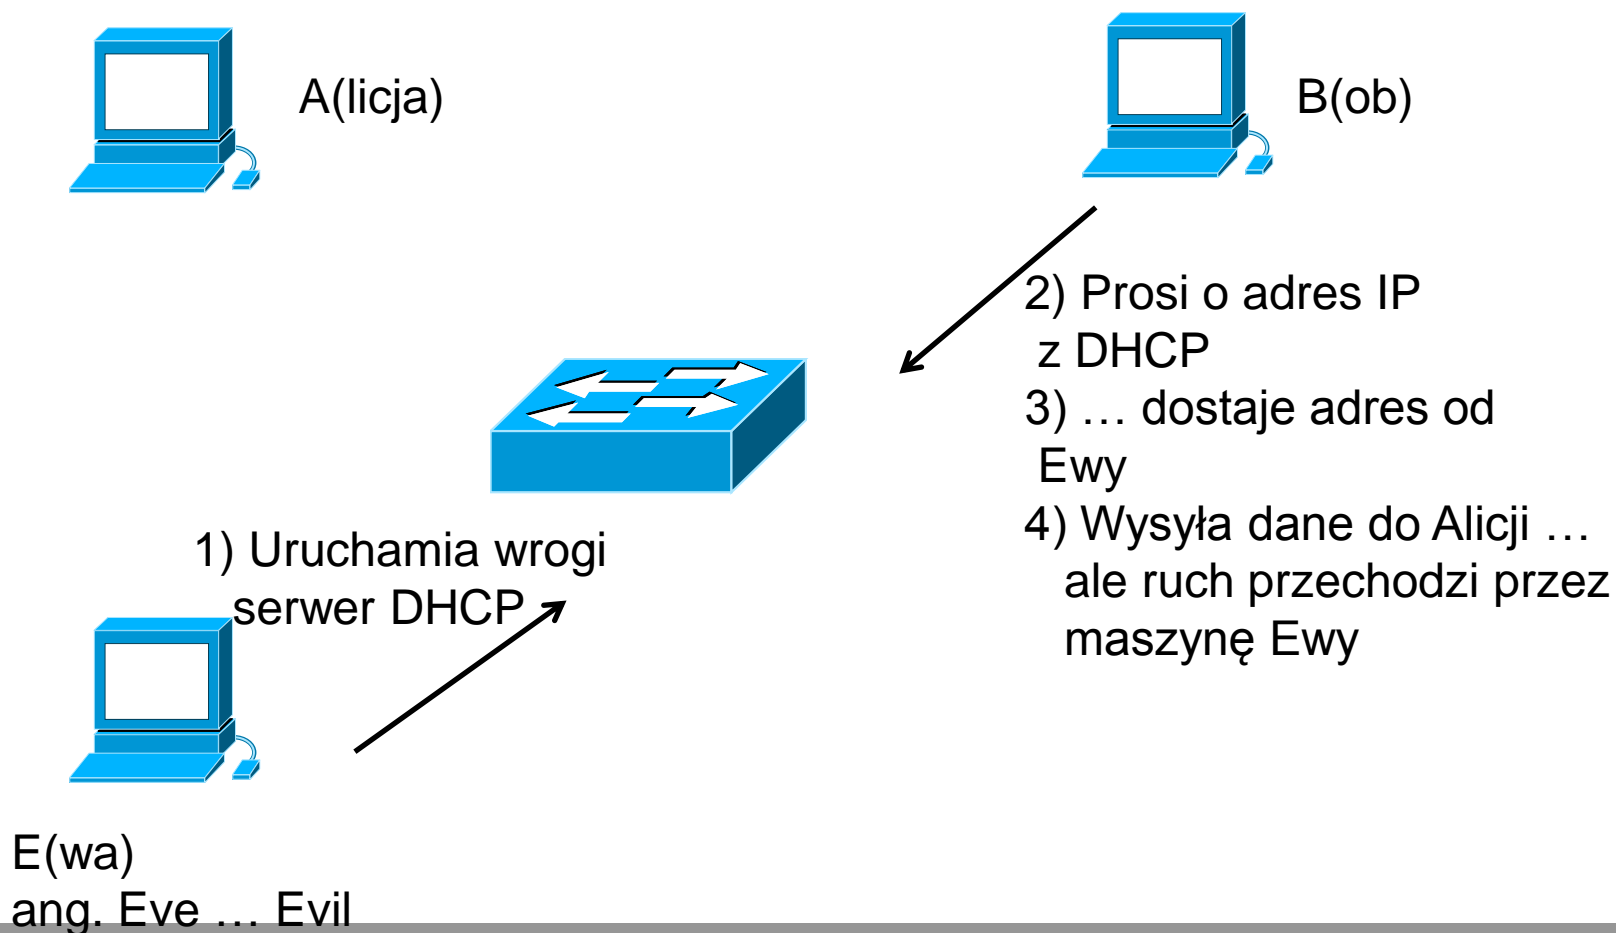 A(licja)
B(ob)
2) Prosi o adres IP
z DHCP
3) … dostaje adres od
Ewy
4) Wysyła dane do Alicji …
ale ruch przechodzi przez
maszynę Ewy
1) Uruchamia wrogi
serwer DHCP
E(wa)
ang. Eve … Evil